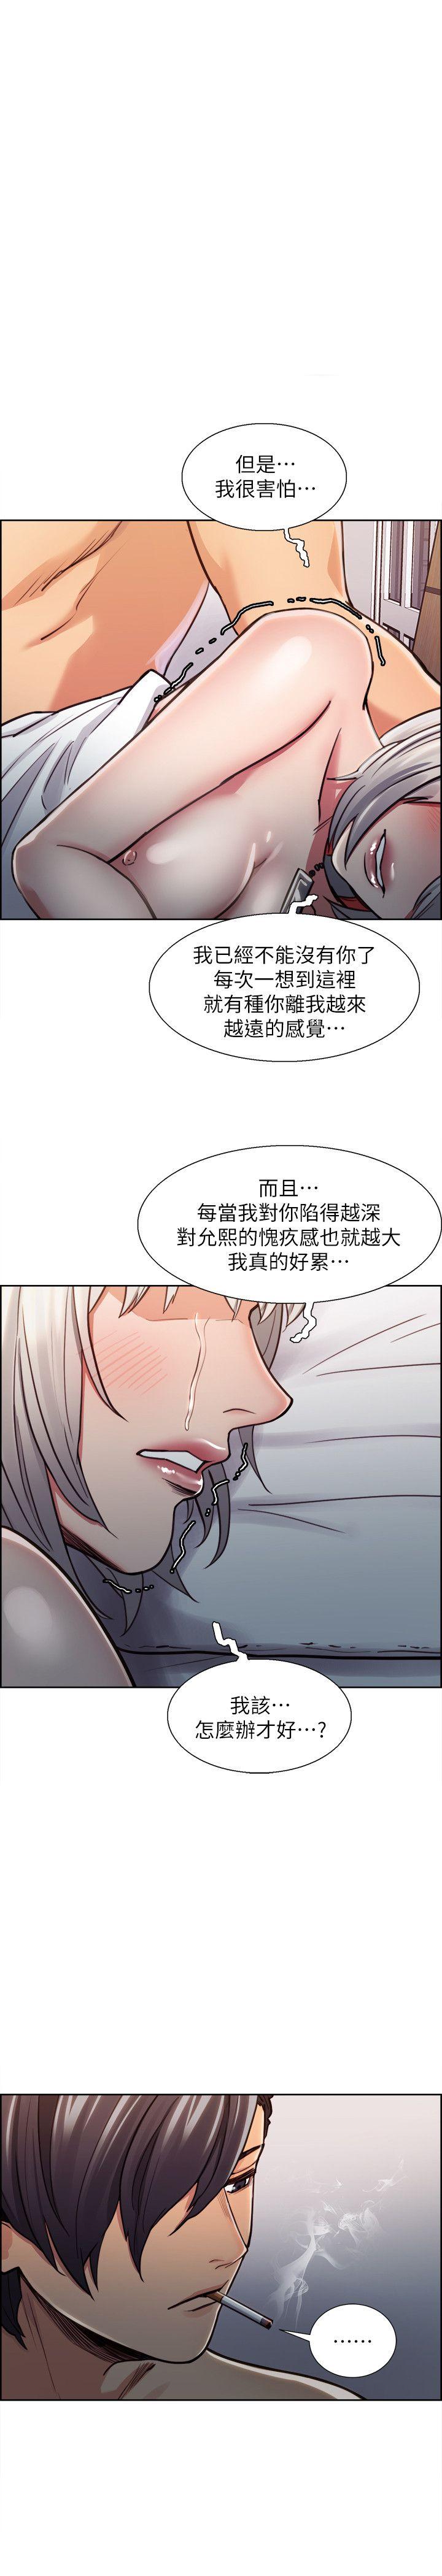 但是⋯
我很害怕⋯
我已經不能沒有你了
每次一想到這裡
就有種你離我越來
越遠的感覺⋯
而且⋯
每當我對你陷得越深
對允熙的愧疚感也就越大
我真的好累⋯
我該⋯
怎麼辦才好⋯?
⋯⋯